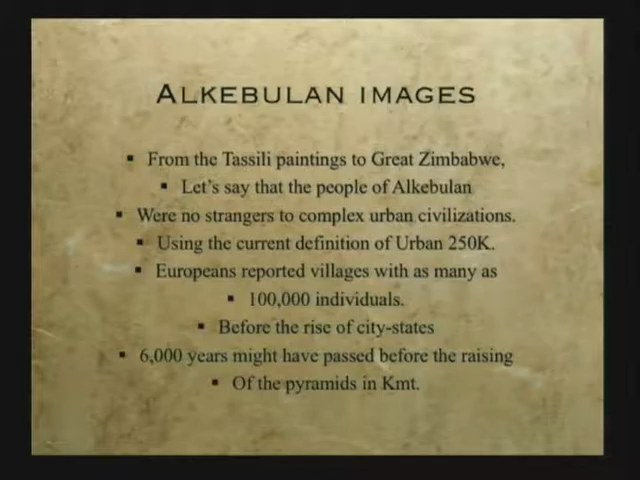 ALKEBULAN IMAGES
▪ From the Tassili paintings to Great Zimbabwe,
▪ Let's say that the people of Alkebulan
▪ Were no strangers to complex urban civilizations.
▪ Using the current definition of Urban 250K.
▪ Europeans reported villages with as many as
▪ 100,000 individuals.
▪ Before the rise of city-states
▪ 6,000 years might have passed before the raising
▪ Of the pyramids in Kmt.